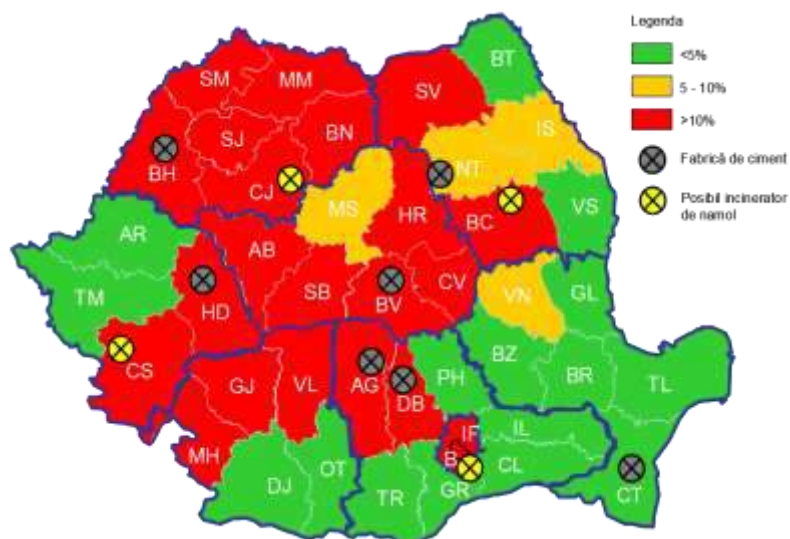 Legenda
<5%
5 - 10%
>10%
Fabrică de ciment
Posibil incinerator
de namol
BT
SM
MM
SV
SJ
BN
IS
BH
NT
CJ
MS
HR
BC
VS
AR
AB
TM
HD
SB
BV
CV
VN
GL
CS
GJ
VL
AG
DB
PH
BZ
BR
TL
MH
IF
IL
B
CL
DJ
OT
TR
GR
CT